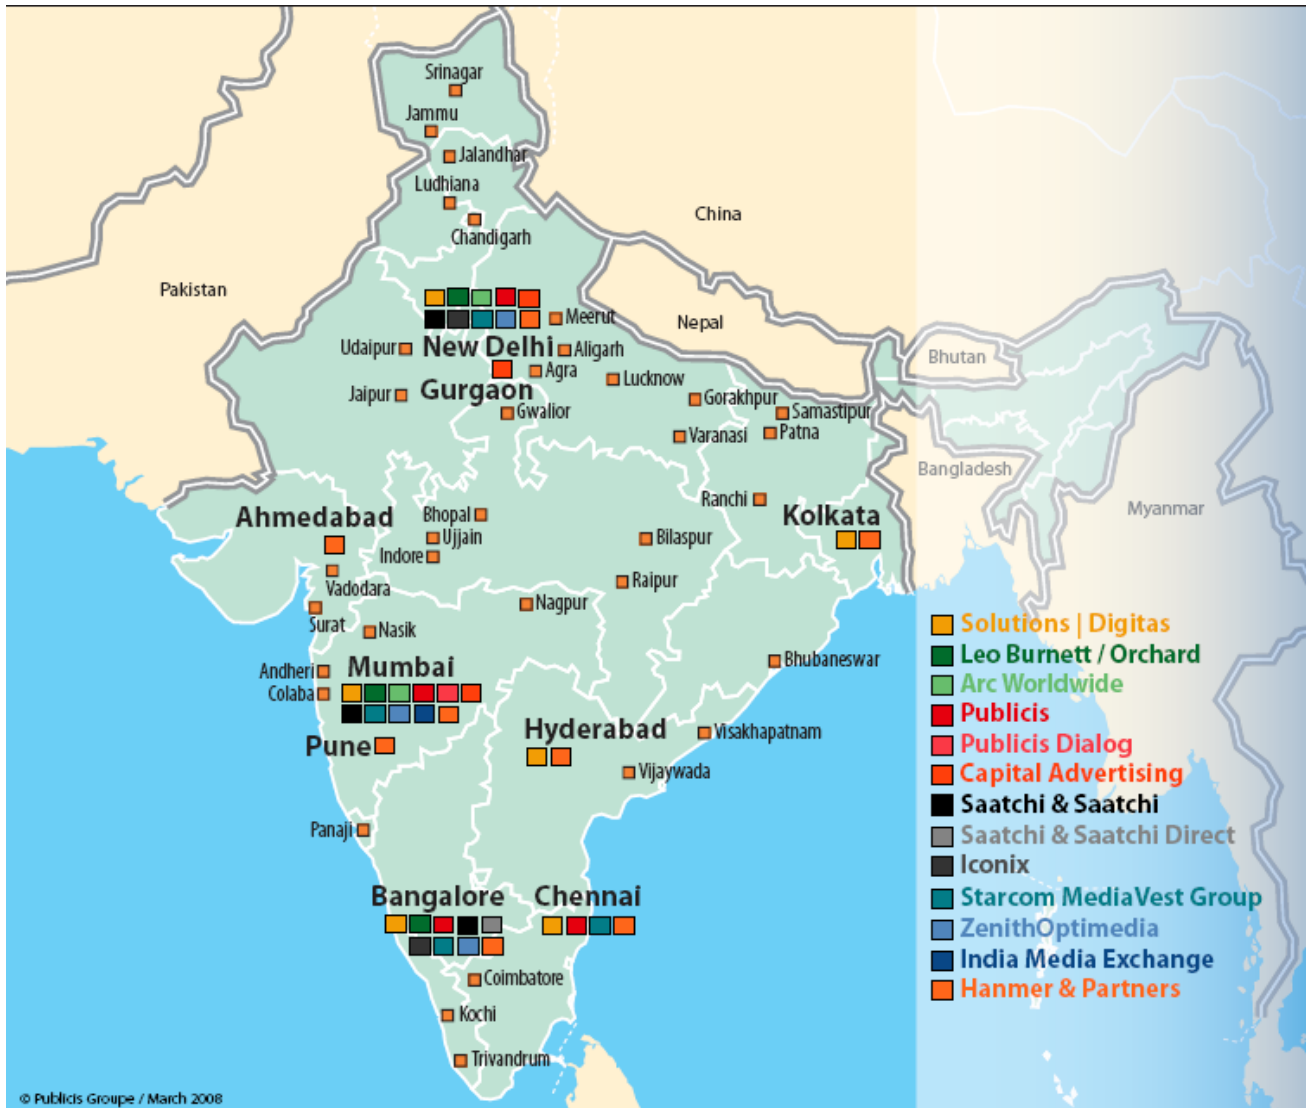 Srinagar
Jammu
Jalandhar
Ludhiana
Chandigarh
China
Pakistan
Nepal
Meerut
Udaipur
New Delhi
Aligarh
Bhutan
Agra
Lucknow
Jaipur
Gurgaon
Gorakhpur
Gwalior
Samastipur
Varanasi
Patna
Bangladesh
Ranchi
Myanmar
Ahmedabad
Bhopal
Kolkata
Ujjain
Bilaspur
Indore
Vadodara
Raipur
Nagpur
Surat
Nasik
Bhubaneswar
Andheri
Mumbai
Colaba
Hyderabad
Visakhapatnam
Pune
Vijaywada
Panaji
Bangalore
Chennai
Coimbatore
Kochi
Trivandrum
Solutions | Digitas
Leo Burnett / Orchard
Arc Worldwide
Publicis
Publicis Dialog
Capital Advertising
Saatchi & Saatchi
Saatchi & Saatchi Direct
Iconix
Starcom MediaVest Group
ZenithOptimedia
India Media Exchange
Hanmer & Partners
© Publicis Groupe / March 2008